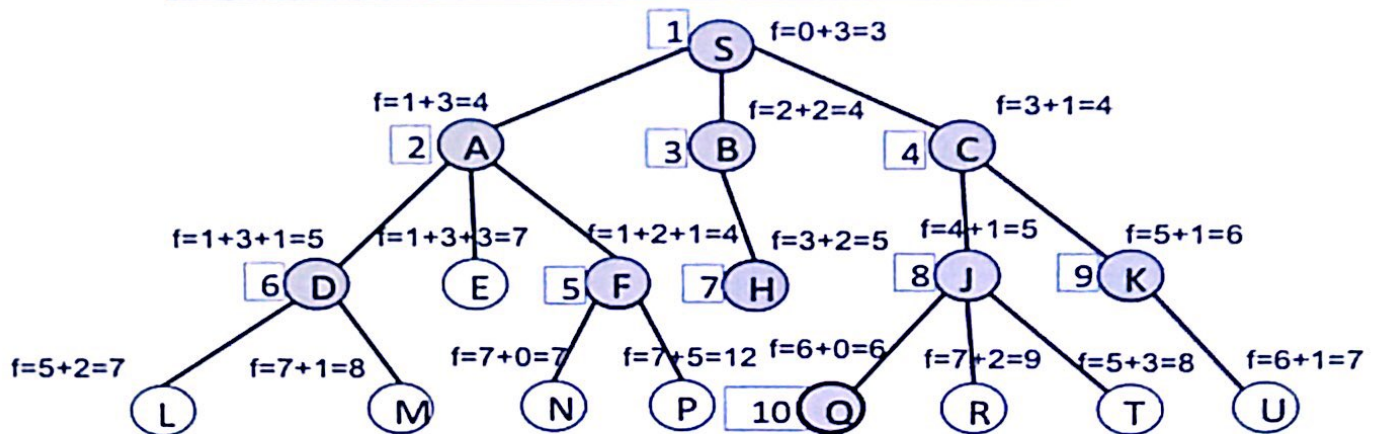 1 S f=0+3=3
f=1+3=4 f=2+2=4 f=3+1=4
2 A 3 B 4 C
f=1+3+1=5 f=1+3+3=7 f=1+2+1=4 f=3+2=5 f=4+1=5 f=5+1=6
6 D E 5 F 7 H 8 J 9 K
f=5+2=7 f=7+1=8 f=7+0=7 f=7+5=12 f=6+0=6 f=7+2=9 f=5+3=8 f=6+1=7
L M N P 10 Q R T U